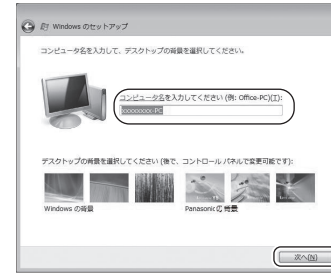 Windows のセットアップ
コンピュータ名を入力して、デスクトップの背景を選択してください。
コンピュータ名を入力してください (例: Office-PC)(I):
xxxxxxxx-PC
デスクトップの背景を選択してください (後で、コントロール パネルで変更可能です):
Windows の背景
Panasonic の 背景
次へ(N)